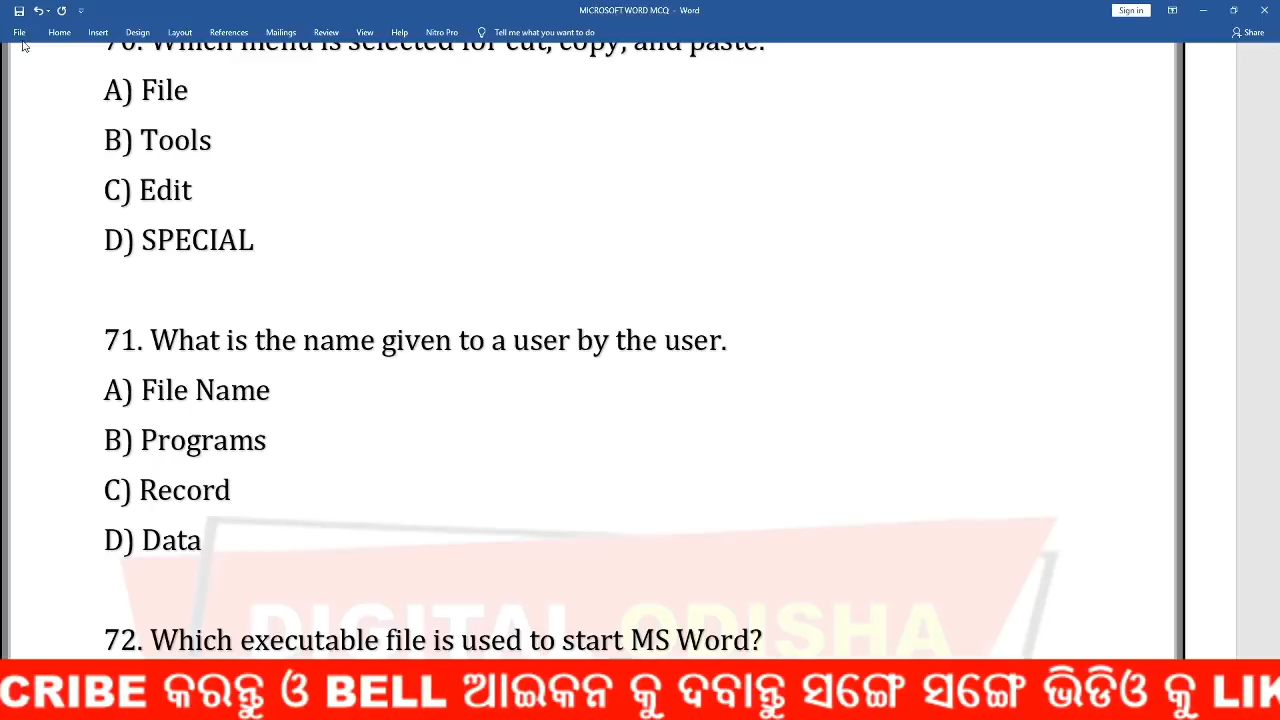 MICROSOFT WORD MCQ - Word
Sign in
File Home Insert Design Layout References Mailings Review View Help Nitro Pro Tell me what you want to do Share
70. Which menu is selected for cut, copy, and paste.
A) File
B) Tools
C) Edit
D) SPECIAL
71. What is the name given to a user by the user.
A) File Name
B) Programs
C) Record
D) Data
DIGITAL ODISHA
72. Which executable file is used to start MS Word?
CRIBE କରନ୍ତୁ ଓ BELL ଆଇକନ କୁ ଦବାନ୍ତୁ ସଙ୍ଗେ ସଙ୍ଗେ ଭିଡିଓ କୁ LIK